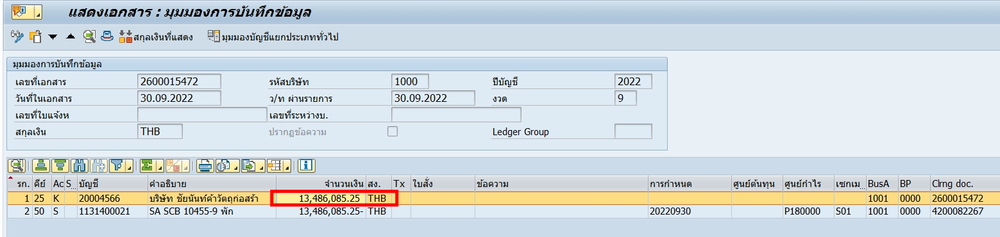 แสดงเอกสาร : มุมมองการบันทึกข้อมูล
สกุลเงินที่แสดง มุมมองบัญชีแยกประเภททั่วไป
มุมมองการบันทึกข้อมูล
เลขที่เอกสาร 2600015472 รหัสบริษัท 1000 ปีบัญชี 2022
วันที่ในเอกสาร 30.09.2022 ว/ท ผ่านรายการ 30.09.2022 งวด 9
เลขที่ใบแจ้งห เลขที่ระหว่างบ.
สกุลเงิน THB ปรากฏข้อความ Ledger Group
รก. คีย์ Ac S... บัญชี คำอธิบาย จำนวนเงิน สง. Tx ใบสั่ง ข้อความ การกำหนด ศูนย์ต้นทุน ศูนย์กำไร เซกเม BusA BP Clrng doc.
1 25 K 20004566 บริษัท ชัยนันท์ค้าวัตถุก่อสร้า 13,486,085.25 THB 1001 0000 2600015472
2 50 S 1131400021 SA SCB 10455-9 พัก 13,486,085.25- THB 20220930 P180000 S01 1001 0000 4200082267